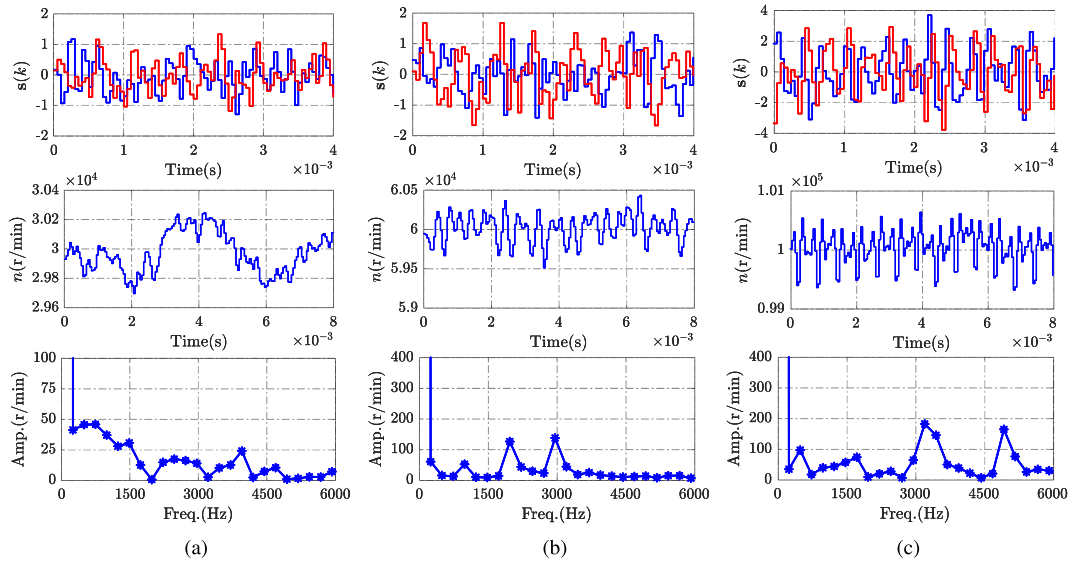 2 1 0 -1 -2
s(k)
0 1 2 3 4
Time(s) ×10⁻³
2 1 0 -1 -2
s(k)
0 1 2 3 4
Time(s) ×10⁻³
4 2 0 -2 -4
s(k)
0 1 2 3 4
Time(s) ×10⁻³
×10⁴
3.04 3.02 3 2.98 2.96
n(r/min)
0 2 4 6 8
Time(s) ×10⁻³
×10⁴
6.05 6 5.95 5.9
n(r/min)
0 2 4 6 8
Time(s) ×10⁻³
×10⁵
1.01 1 0.99
n(r/min)
0 2 4 6 8
Time(s) ×10⁻³
100 75 50 25 0
Amp.(r/min)
0 1500 3000 4500 6000
Freq.(Hz)
400 300 200 100 0
Amp.(r/min)
0 1500 3000 4500 6000
Freq.(Hz)
400 300 200 100 0
Amp.(r/min)
0 1500 3000 4500 6000
Freq.(Hz)
(a) (b) (c)